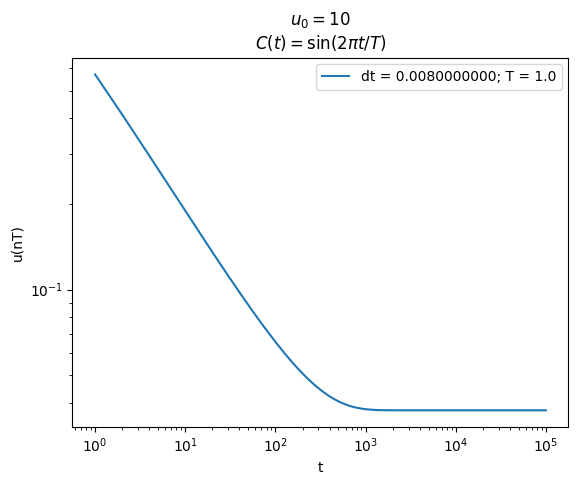 u₀ = 10
C(t) = sin(2πt/T)
dt = 0.0080000000; T = 1.0
u(nT)
10⁻¹
10⁰ 10¹ 10² 10³ 10⁴ 10⁵
t